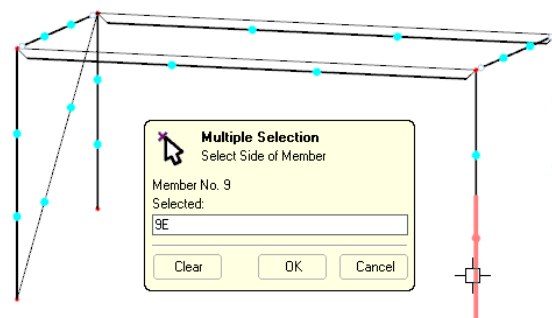 Multiple Selection
Select Side of Member
Member No. 9
Selected:
9E
Clear
OK
Cancel